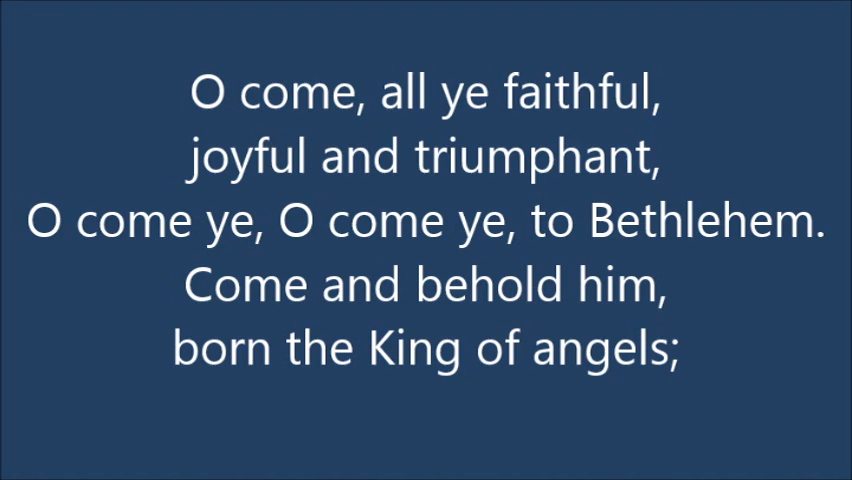 O come, all ye faithful,
joyful and triumphant,
O come ye, O come ye, to Bethlehem.
Come and behold him,
born the King of angels;